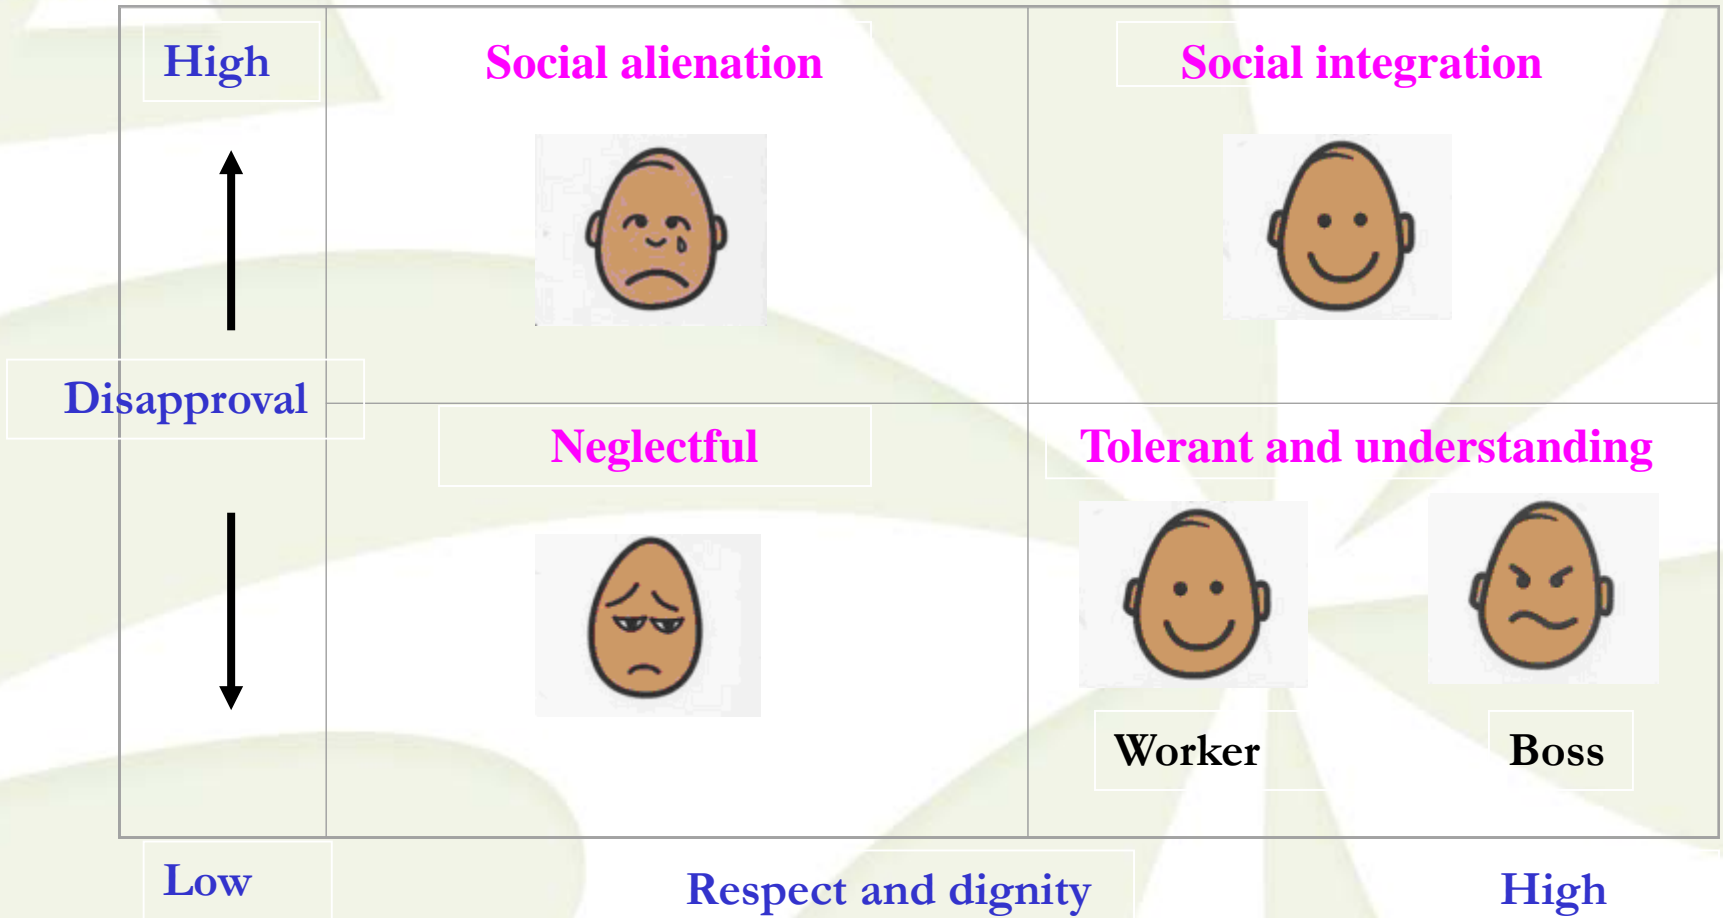 High
Social alienation
Social integration
Disapproval
Neglectful
Tolerant and understanding
Worker
Boss
Low
Respect and dignity
High